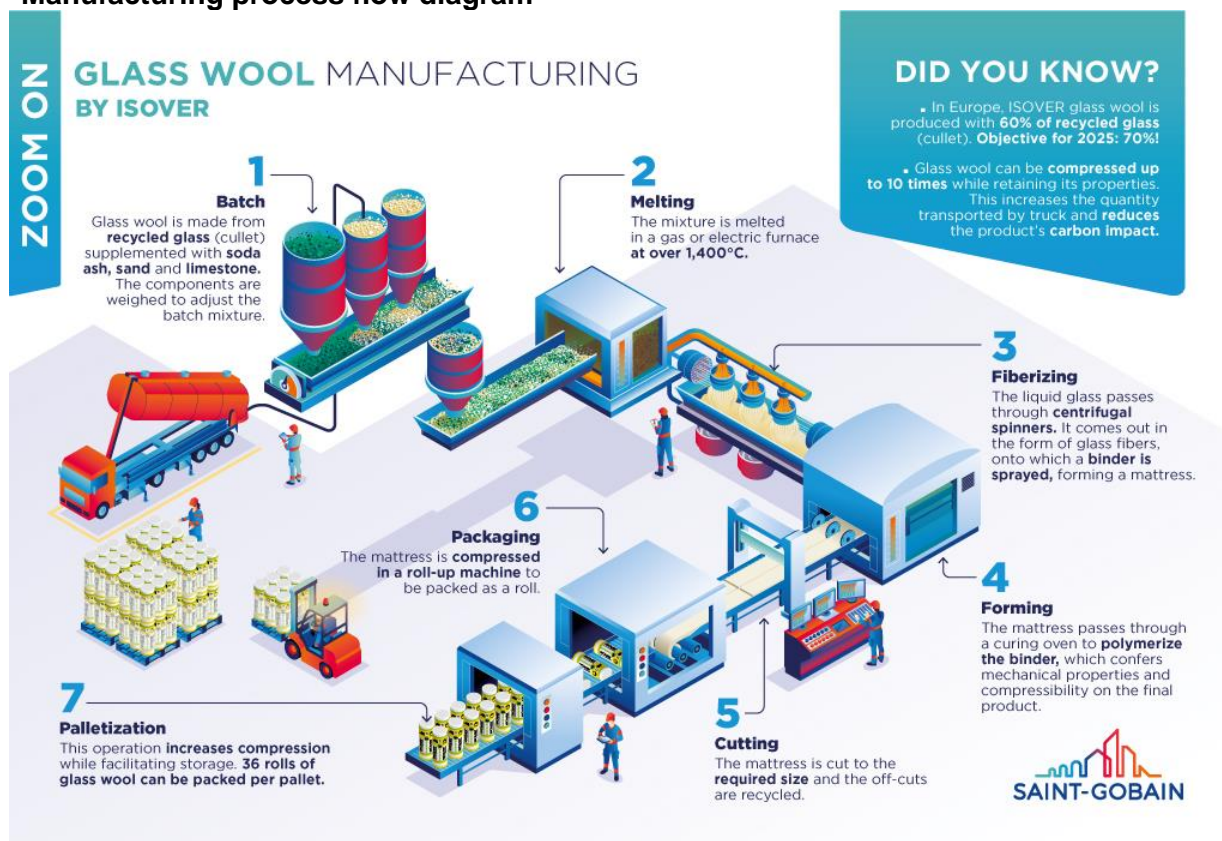 Manufacturing process flow diagram
ZOOM ON
GLASS WOOL MANUFACTURING
BY ISOVER
DID YOU KNOW?
▪ In Europe, ISOVER glass wool is
produced with 60% of recycled glass
(cullet). Objective for 2025: 70%!
▪ Glass wool can be compressed up
to 10 times while retaining its properties.
This increases the quantity
transported by truck and reduces
the product's carbon impact.
1
Batch
Glass wool is made from
recycled glass (cullet)
supplemented with soda
ash, sand and limestone.
The components are
weighed to adjust the
batch mixture.
2
Melting
The mixture is melted
in a gas or electric furnace
at over 1,400°C.
3
Fiberizing
The liquid glass passes
through centrifugal
spinners. It comes out in
the form of glass fibers,
onto which a binder is
sprayed, forming a mattress.
4
Forming
The mattress passes through
a curing oven to polymerize
the binder, which confers
mechanical properties and
compressibility on the final
product.
5
Cutting
The mattress is cut to the
required size and the off-cuts
are recycled.
6
Packaging
The mattress is compressed
in a roll-up machine to
be packed as a roll.
7
Palletization
This operation increases compression
while facilitating storage. 36 rolls of
glass wool can be packed per pallet.
SAINT-GOBAIN